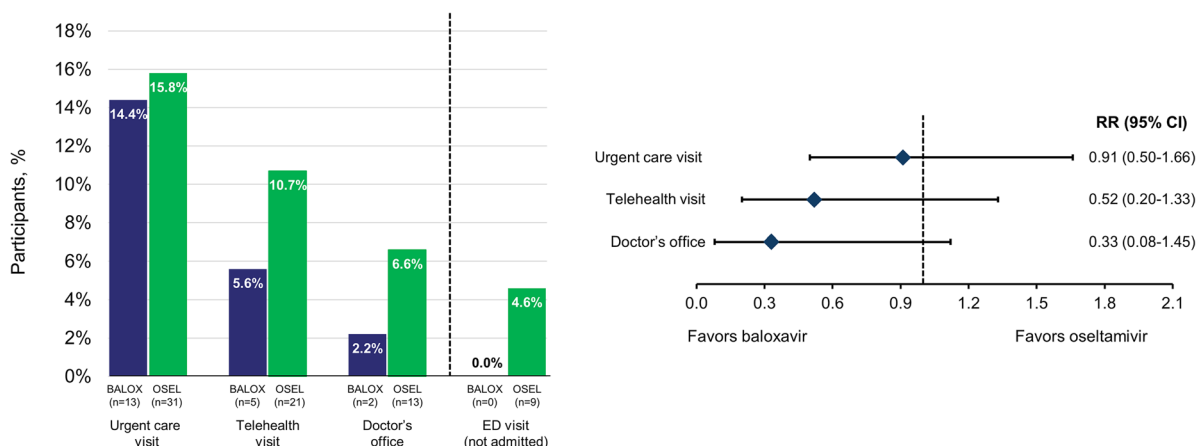 18%
16%
14%
12%
10%
8%
6%
4%
2%
0%
Participants, %
14.4%
15.8%
5.6%
10.7%
2.2%
6.6%
0.0%
4.6%
BALOX OSEL BALOX OSEL BALOX OSEL BALOX OSEL
(n=13) (n=31) (n=5) (n=21) (n=2) (n=13) (n=0) (n=9)
Urgent care Telehealth Doctor's ED visit
visit visit office (not admitted)
RR (95% CI)
Urgent care visit 0.91 (0.50-1.66)
Telehealth visit 0.52 (0.20-1.33)
Doctor's office 0.33 (0.08-1.45)
0.0 0.3 0.6 0.9 1.2 1.5 1.8 2.1
Favors baloxavir Favors oseltamivir